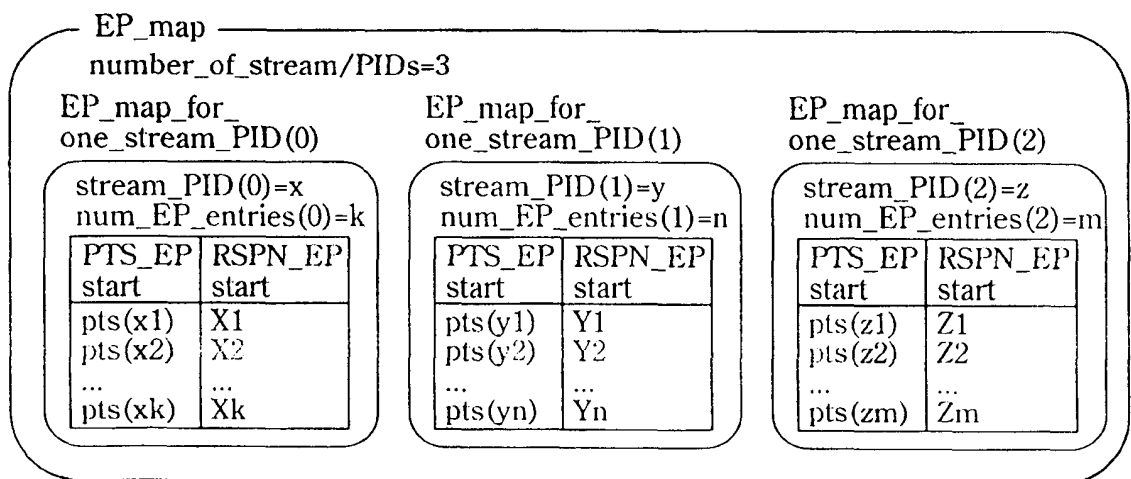 EP_map
number_of_stream/PIDs=3
EP_map_for_
one_stream_PID(0)
stream_PID(0)=x
num_EP_entries(0)=k
PTS_EP RSPN_EP
start start
pts(x1) X1
pts(x2) X2
... ...
pts(xk) Xk
EP_map_for_
one_stream_PID(1)
stream_PID(1)=y
num_EP_entries(1)=n
PTS_EP RSPN_EP
start start
pts(y1) Y1
pts(y2) Y2
... ...
pts(yn) Yn
EP_map_for_
one_stream_PID(2)
stream_PID(2)=z
num_EP_entries(2)=m
PTS_EP RSPN_EP
start start
pts(z1) Z1
pts(z2) Z2
... ...
pts(zm) Zm